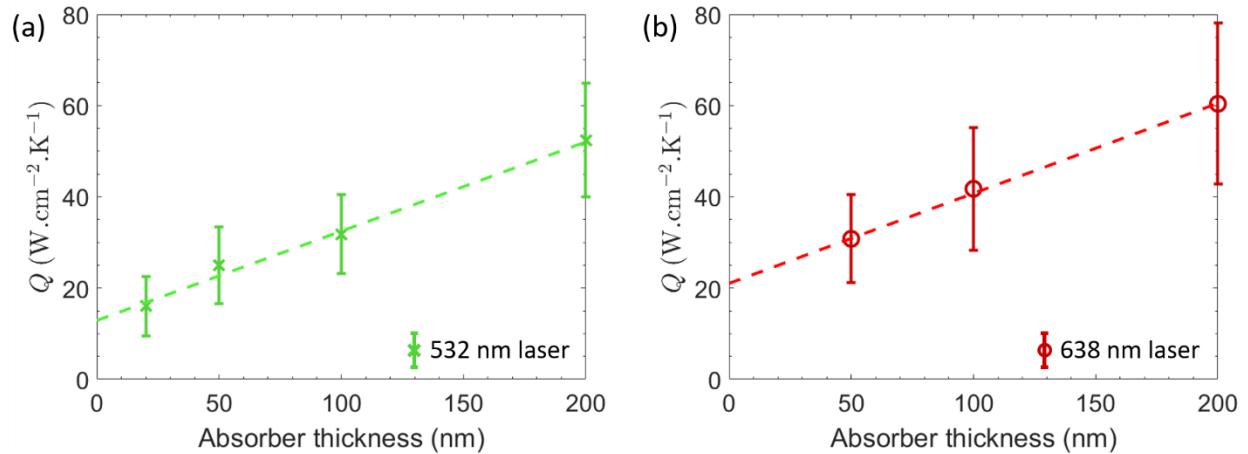 (a)
80
60
40
20
0
Q (W.cm⁻².K⁻¹)
0 50 100 150 200
Absorber thickness (nm)
532 nm laser
(b)
80
60
40
20
0
Q (W.cm⁻².K⁻¹)
0 50 100 150 200
Absorber thickness (nm)
638 nm laser